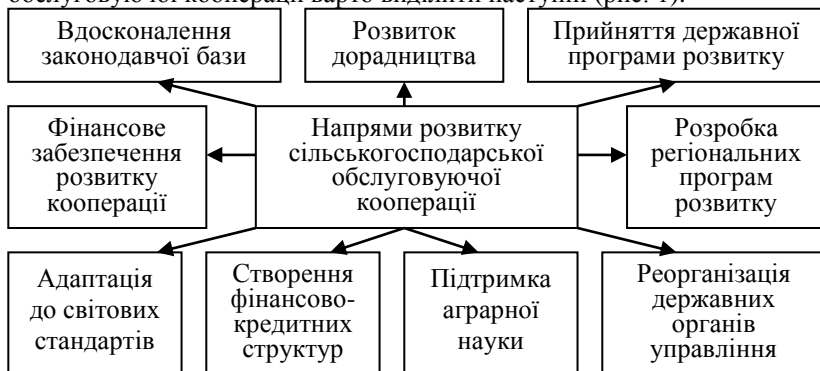 обслуговуючої кооперації варто виділити наступні (рис. 1).
Вдосконалення
законодавчої бази
Розвиток
дорадництва
Прийняття державної
програми розвитку
Фінансове
забезпечення
розвитку
кооперації
Напрями розвитку
сільськогосподарської
обслуговуючої
кооперації
Розробка
регіональних
програм
розвитку
Адаптація
до світових
стандартів
Створення
фінансово-
кредитних
структур
Підтримка
аграрної
науки
Реорганізація
державних
органів
управління